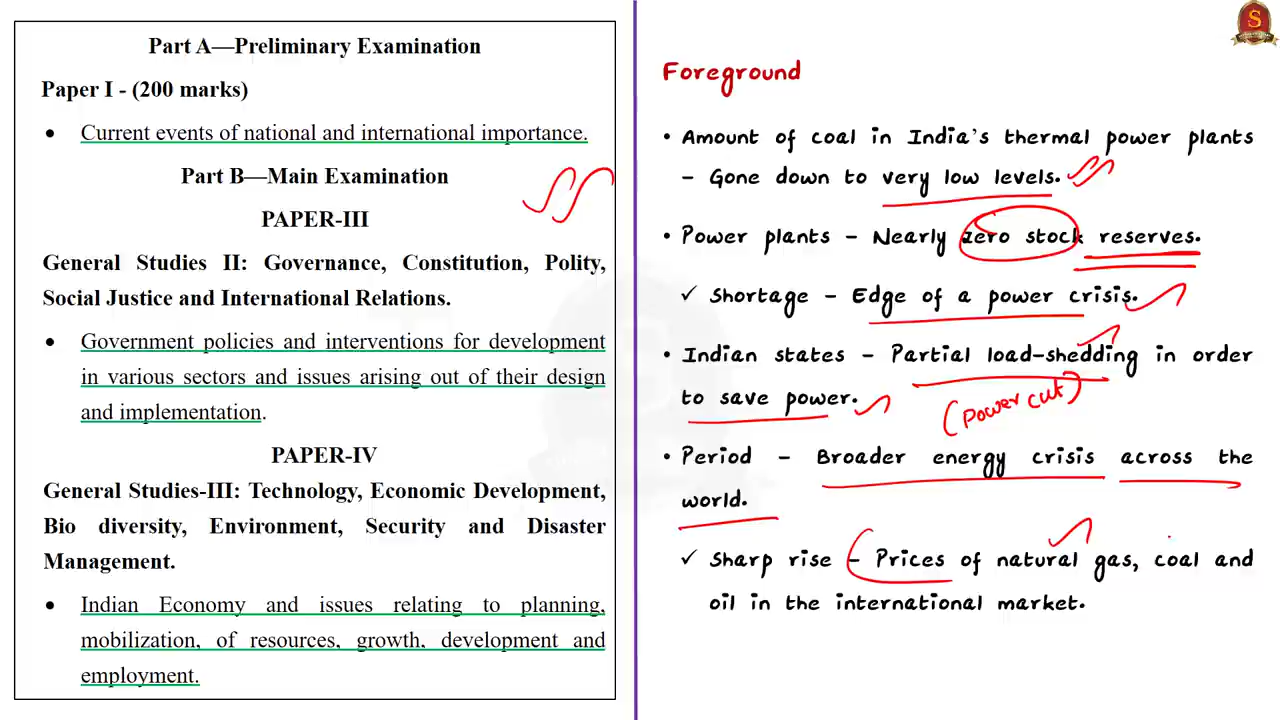 Part A—Preliminary Examination
Paper I - (200 marks)
• Current events of national and international importance.
Part B—Main Examination
PAPER-III
General Studies II: Governance, Constitution, Polity,
Social Justice and International Relations.
• Government policies and interventions for development
in various sectors and issues arising out of their design
and implementation.
PAPER-IV
General Studies-III: Technology, Economic Development,
Bio diversity, Environment, Security and Disaster
Management.
• Indian Economy and issues relating to planning,
mobilization, of resources, growth, development and
employment.
Foreground
• Amount of coal in India's thermal power plants
- Gone down to very low levels.
• Power plants - Nearly zero stock reserves.
✓ Shortage - Edge of a power crisis.
• Indian states - Partial load-shedding in order
to save power.
(Power cut)
• Period - Broader energy crisis across the
world.
✓ Sharp rise - Prices of natural gas, coal and
oil in the international market.
S